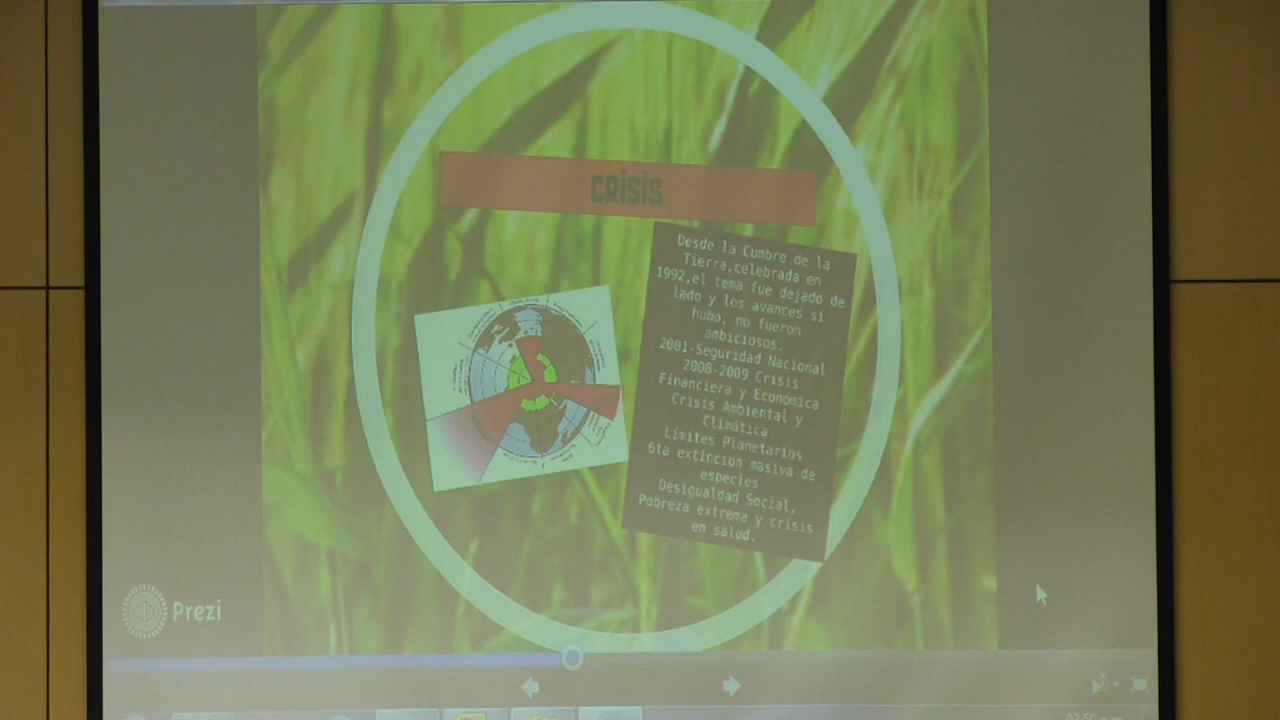 CRISIS
Desde la Cumbre de la
Tierra,celebrada en
1992,el tema fue dejado de
lado y los avances si
hubo, no fueron
ambiciosos.
2001-Seguridad Nacional
2008-2009 Crisis
Financiera y Económica
Crisis Ambiental y
Climática
Límites Planetarios
6ta extincion masiva de
especies
Desigualdad Social,
Pobreza extrema y crisis
en salud.
Prezi